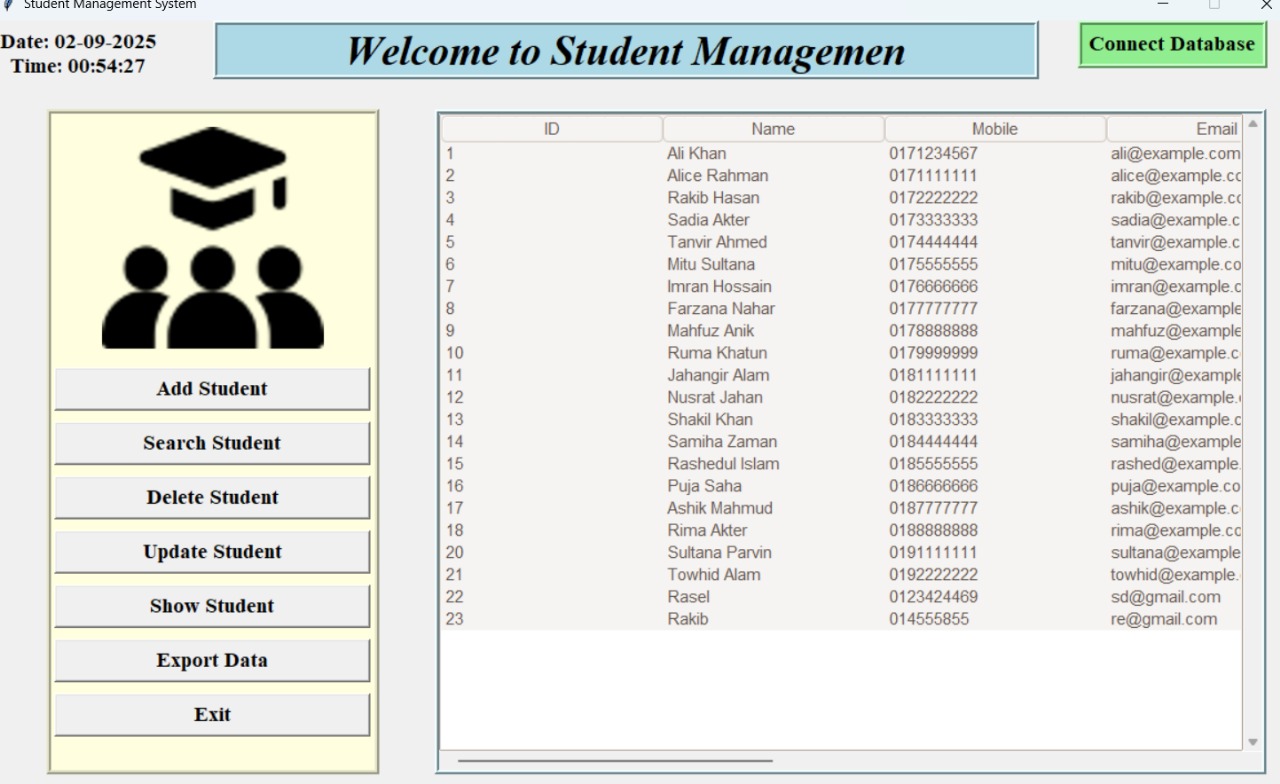 Student Management System
Date: 02-09-2025
Time: 00:54:27
Welcome to Student Managemen
Connect Database
Add Student
Search Student
Delete Student
Update Student
Show Student
Export Data
Exit
ID Name Mobile Email
1 Ali Khan 0171234567 ali@example.com
2 Alice Rahman 0171111111 alice@example.cc
3 Rakib Hasan 0172222222 rakib@example.cc
4 Sadia Akter 0173333333 sadia@example.c
5 Tanvir Ahmed 0174444444 tanvir@example.c
6 Mitu Sultana 0175555555 mitu@example.co
7 Imran Hossain 0176666666 imran@example.c
8 Farzana Nahar 0177777777 farzana@example
9 Mahfuz Anik 0178888888 mahfuz@example
10 Ruma Khatun 0179999999 ruma@example.c
11 Jahangir Alam 0181111111 jahangir@example
12 Nusrat Jahan 0182222222 nusrat@example.
13 Shakil Khan 0183333333 shakil@example.c
14 Samiha Zaman 0184444444 samiha@example
15 Rashedul Islam 0185555555 rashed@example.
16 Puja Saha 0186666666 puja@example.co
17 Ashik Mahmud 0187777777 ashik@example.c
18 Rima Akter 0188888888 rima@example.cc
20 Sultana Parvin 0191111111 sultana@example
21 Towhid Alam 0192222222 towhid@example.
22 Rasel 0123424469 sd@gmail.com
23 Rakib 014555855 re@gmail.com